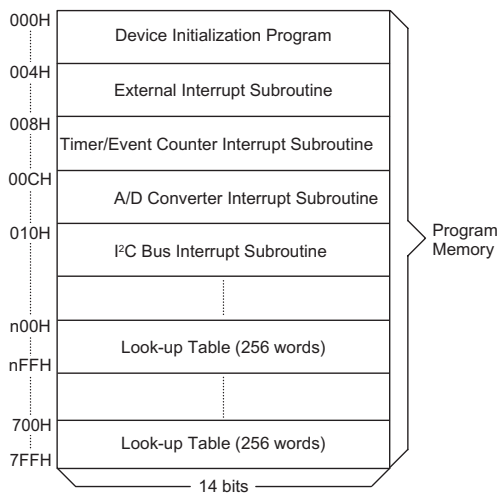 000H
Device Initialization Program
004H
External Interrupt Subroutine
008H
Timer/Event Counter Interrupt Subroutine
00CH
A/D Converter Interrupt Subroutine
010H
I²C Bus Interrupt Subroutine
Program
Memory
n00H
Look-up Table (256 words)
nFFH
700H
Look-up Table (256 words)
7FFH
14 bits